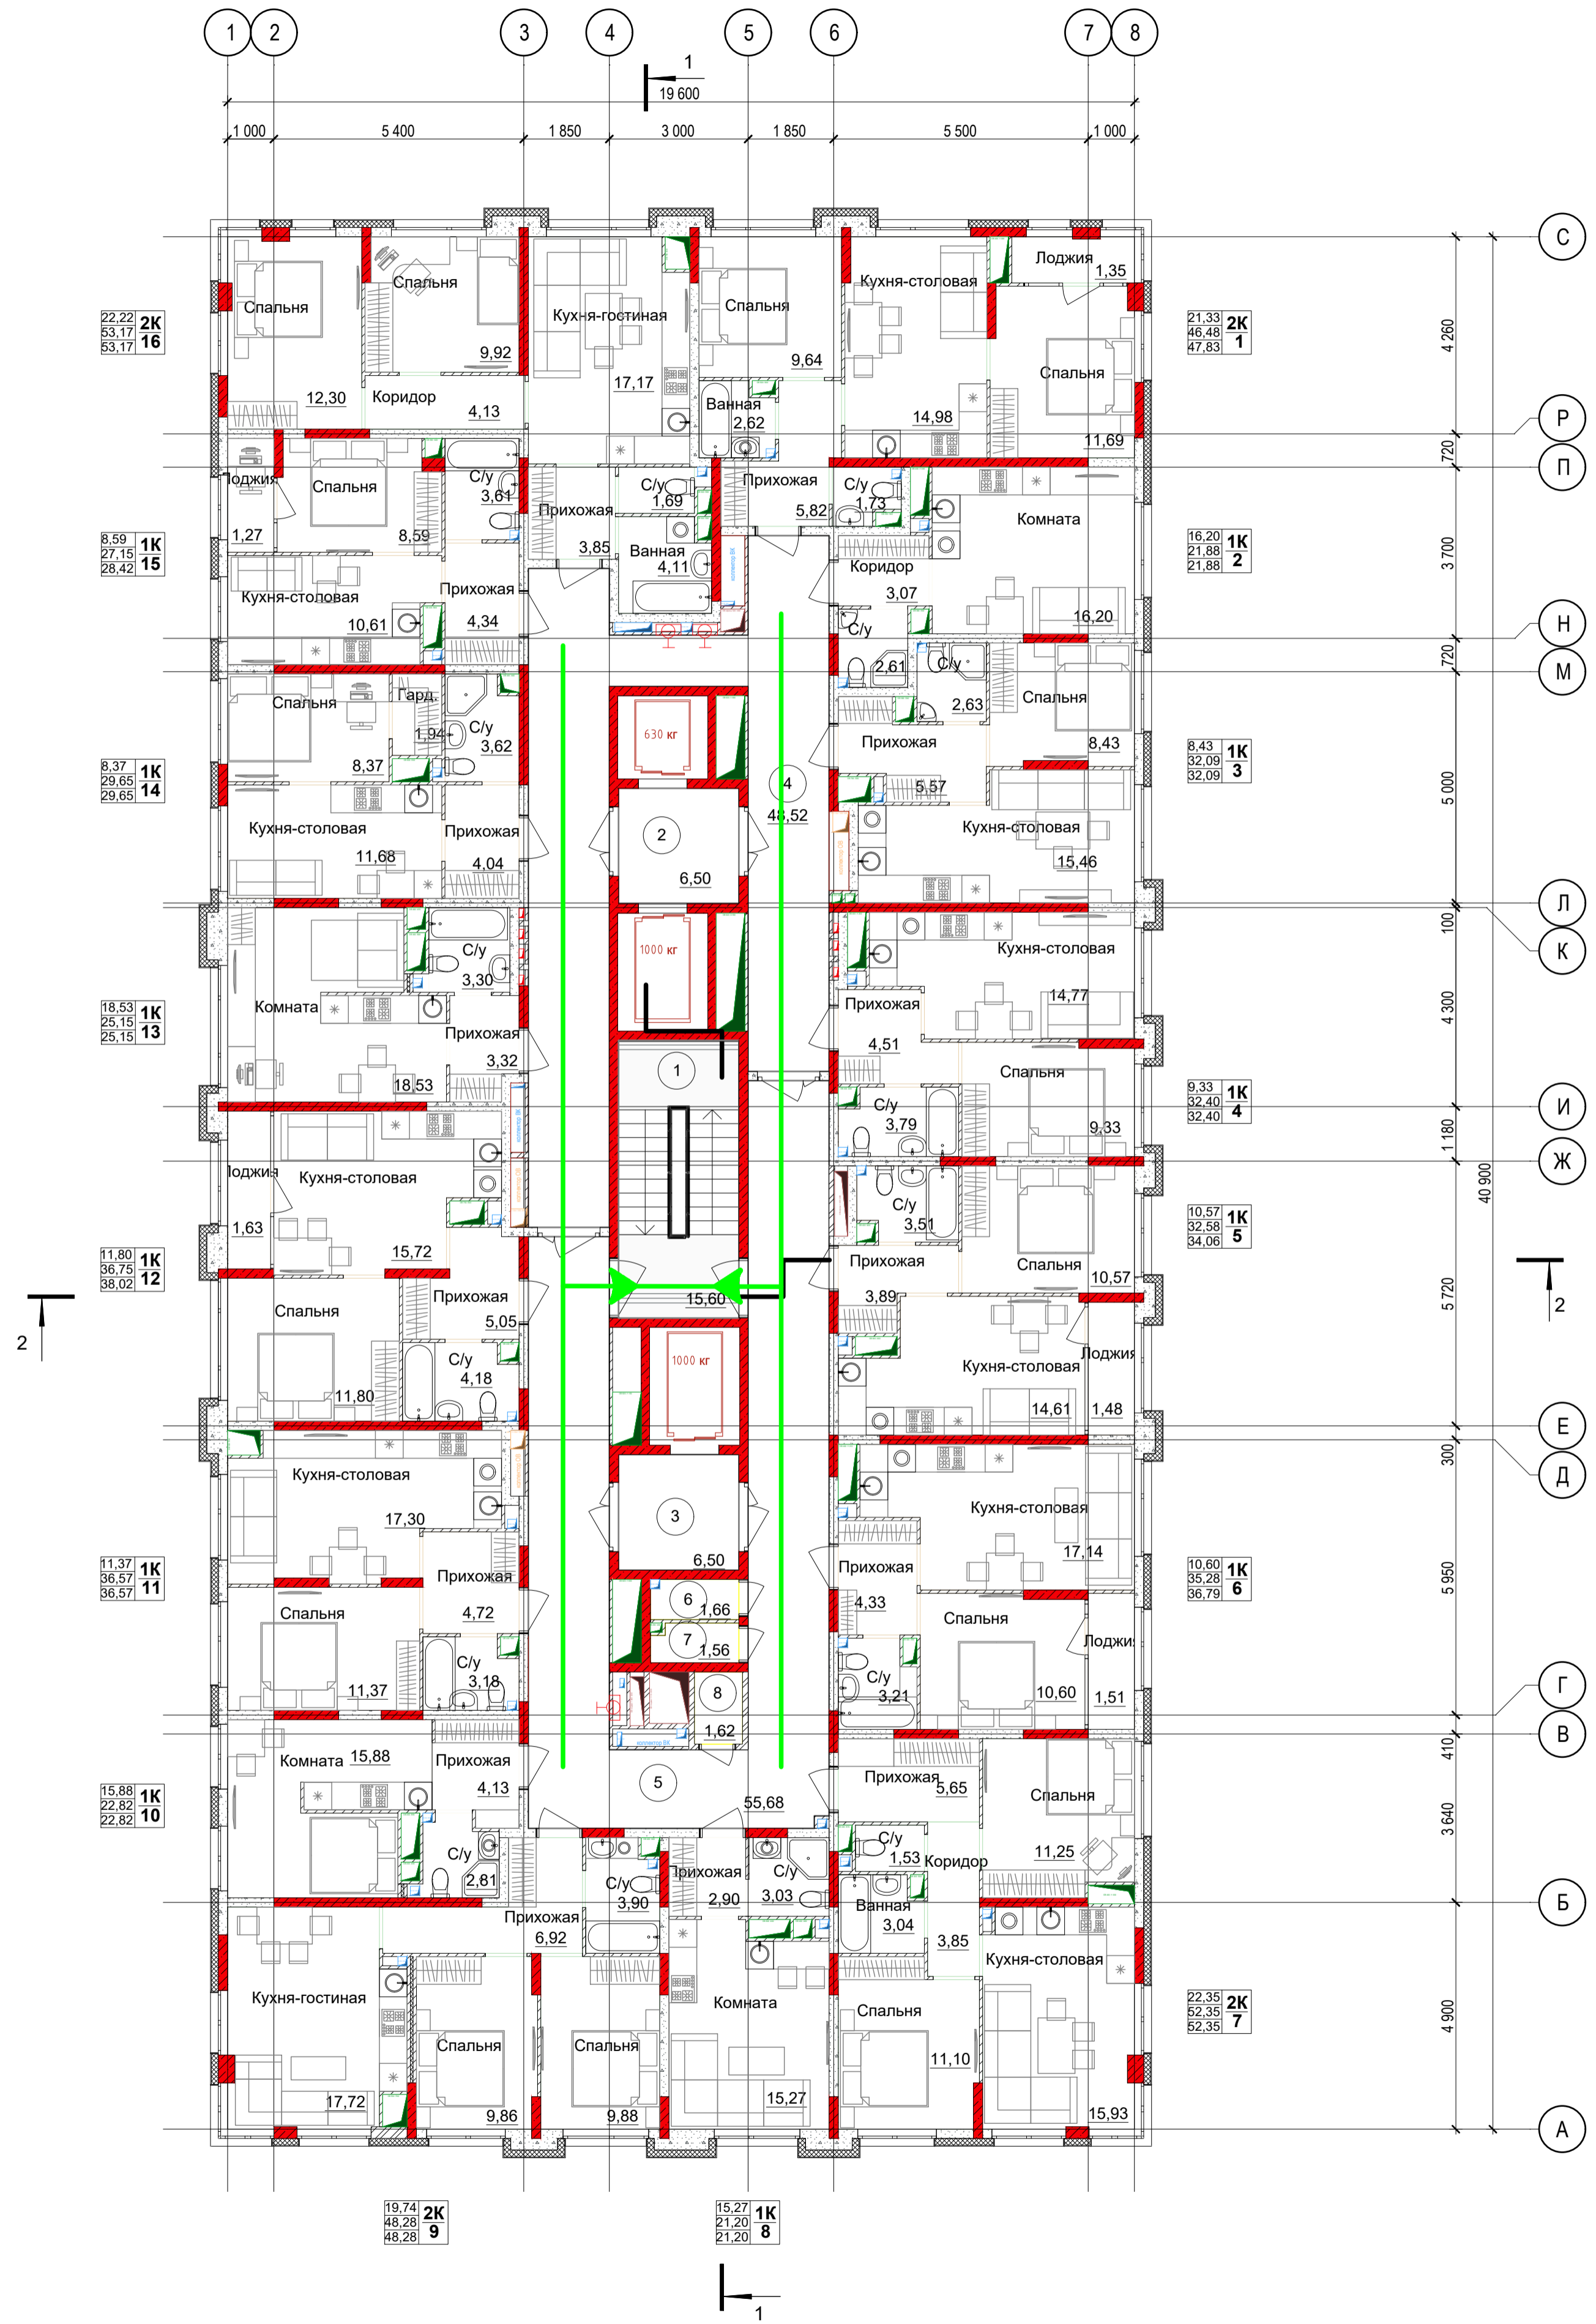 1 2 3 4 5 6 7 8
1
19 600
1 000 5 400 1 850 3 000 1 850 5 500 1 000
С
Лоджия
1,35
Кухня-столовая
Спальня
Спальня
Спальня
Кухня-гостиная
22,22 2К
53,17 16
53,17
21,33 2К
46,48 1
47,83
4 260
9,92
9,64
Спальня
17,17
12,30
Коридор
4,13
Ванная
2,62
14,98
11,69
Р
720
П
Лоджия
Спальня
С/у
3,61
С/у
1,69
Прихожая
5,82
С/у
1,73
Комната
Прихожая
1,27
8,59
3,85
Ванная
4,11
коллектор ВК
8,59 1К
27,15 15
28,42
16,20 1К
21,88 2
21,88
3 700
Коридор
3,07
Кухня-столовая
10,61
Прихожая
4,34
16,20
С/у
Н
720
М
2,61
С/у
2,63
Спальня
Гард.
1,94
С/у
3,62
Спальня
8,43
630 кг
Прихожая
5,57
8,37
8,37 1К
29,65 14
29,65
8,43 1К
32,09 3
32,09
5 000
4
48,52
2
6,50
Кухня-столовая
11,68
Прихожая
4,04
Кухня-столовая
15,46
Л
100
К
1000 кг
С/у
3,30
Кухня-столовая
14,77
Комната
Прихожая
3,32
18,53
Прихожая
4,51
18,53 1К
25,15 13
25,15
4 300
1
Спальня
9,33
С/у
3,79
9,33 1К
32,40 4
32,40
И
1 180
Ж
40 900
Лоджия
1,63
Кухня-столовая
15,72
С/у
3,51
Спальня
10,57
Прихожая
3,89
10,57 1К
32,58 5
34,06
11,80 1К
36,75 12
38,02
15,60
2
2
5 720
Спальня
11,80
Прихожая
5,05
С/у
4,18
1000 кг
Кухня-столовая
14,61
Лоджия
1,48
Е
300
Д
Кухня-столовая
17,30
Кухня-столовая
17,14
3
6,50
Прихожая
4,72
Прихожая
4,33
11,37 1К
36,57 11
36,57
10,60 1К
35,28 6
36,79
5 950
6
1,66
7
1,56
Спальня
11,37
С/у
3,18
Спальня
10,60
Лоджия
1,51
С/у
3,21
8
1,62
коллектор ВК
Г
В
410
Комната
15,88
Прихожая
4,13
5
55,68
Прихожая
5,65
Спальня
11,25
15,88 1К
22,82 10
22,82
3 640
С/у
2,81
С/у
3,90
Прихожая
2,90
С/у
3,03
С/у
1,53
Коридор
3,85
Ванная
3,04
Б
Прихожая
6,92
Кухня-столовая
15,93
Кухня-гостиная
17,72
Комната
15,27
Спальня
11,10
Спальня
9,86
Спальня
9,88
22,35 2К
52,35 7
52,35
4 900
А
19,74 2К
48,28 9
48,28
15,27 1К
21,20 8
21,20
1